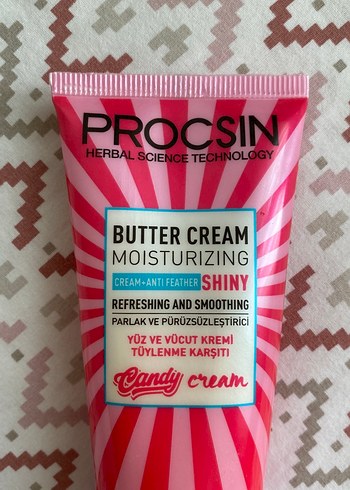 PROCSIN
HERBAL SCIENCE TECHNOLOGY
BUTTER CREAM
MOISTURIZING
CREAM+ANTI FEATHER SHINY
REFRESHING AND SMOOTHING
PARLAK VE PÜRÜZSÜZLEŞTİRİCİ
YÜZ VE VÜCUT KREMİ
TÜYLENME KARŞITI
Candy cream